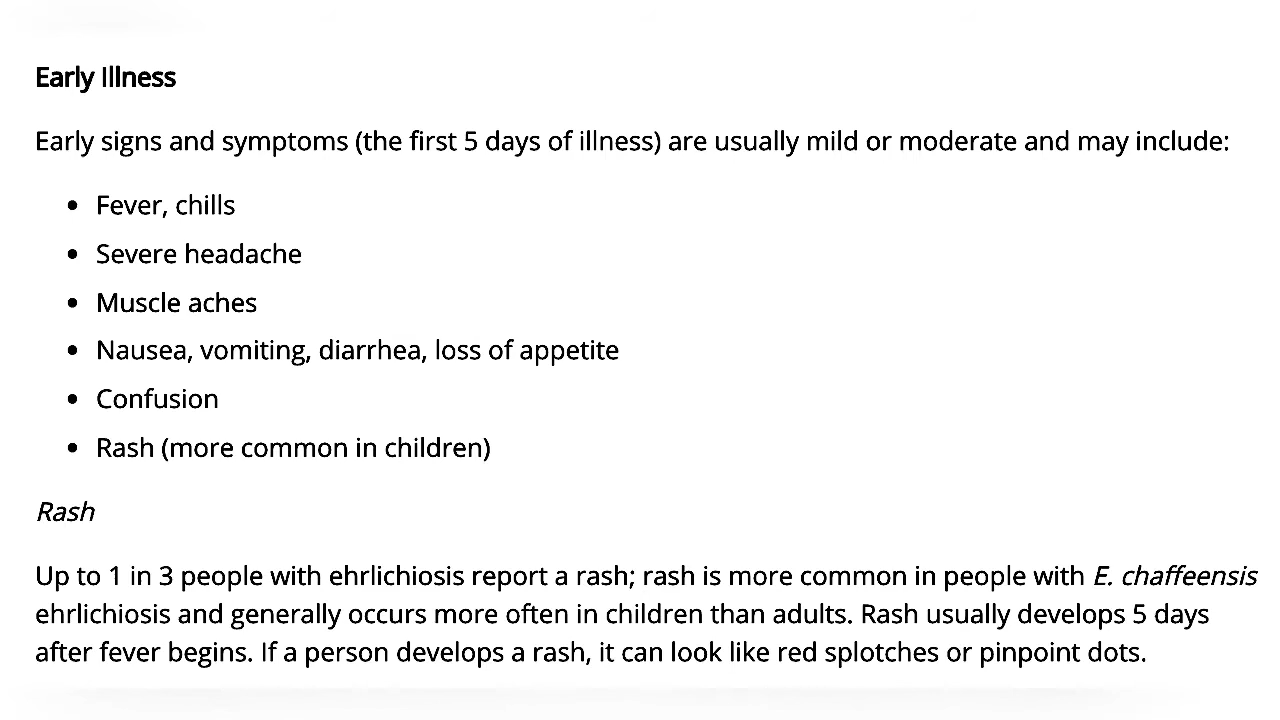 Early Illness
Early signs and symptoms (the first 5 days of illness) are usually mild or moderate and may include:
• Fever, chills
• Severe headache
• Muscle aches
• Nausea, vomiting, diarrhea, loss of appetite
• Confusion
• Rash (more common in children)
Rash
Up to 1 in 3 people with ehrlichiosis report a rash; rash is more common in people with E. chaffeensis
ehrlichiosis and generally occurs more often in children than adults. Rash usually develops 5 days
after fever begins. If a person develops a rash, it can look like red splotches or pinpoint dots.